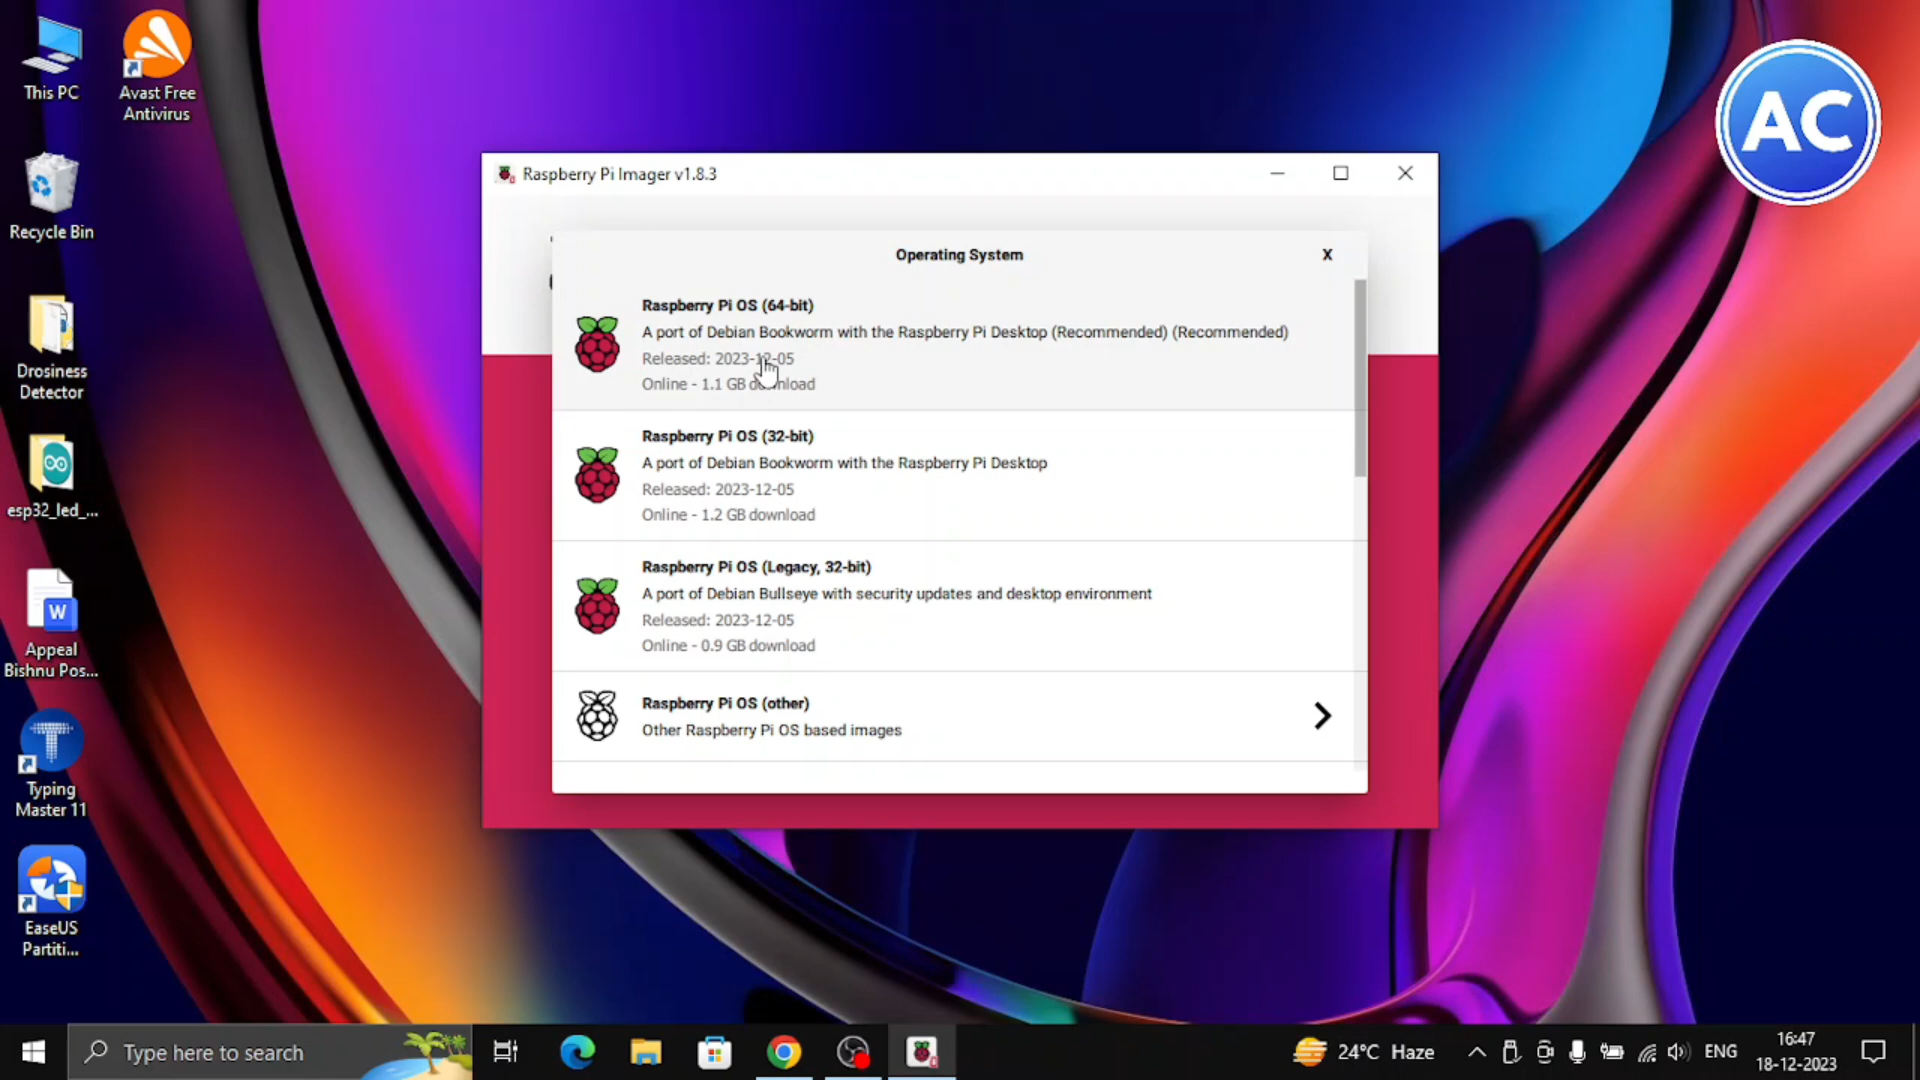 This PC
Avast Free
Antivirus
Recycle Bin
Drosiness
Detector
esp32_led_...
W
Appeal
Bishnu Pos...
T
Typing
Master 11
EaseUS
Partiti...
AC
Raspberry Pi Imager v1.8.3
Operating System
X
Raspberry Pi OS (64-bit)
A port of Debian Bookworm with the Raspberry Pi Desktop (Recommended) (Recommended)
Released: 2023-12-05
Online - 1.1 GB download
Raspberry Pi OS (32-bit)
A port of Debian Bookworm with the Raspberry Pi Desktop
Released: 2023-12-05
Online - 1.2 GB download
Raspberry Pi OS (Legacy, 32-bit)
A port of Debian Bullseye with security updates and desktop environment
Released: 2023-12-05
Online - 0.9 GB download
Raspberry Pi OS (other)
Other Raspberry Pi OS based images
Type here to search
24°C Haze
ENG
16:47
18-12-2023